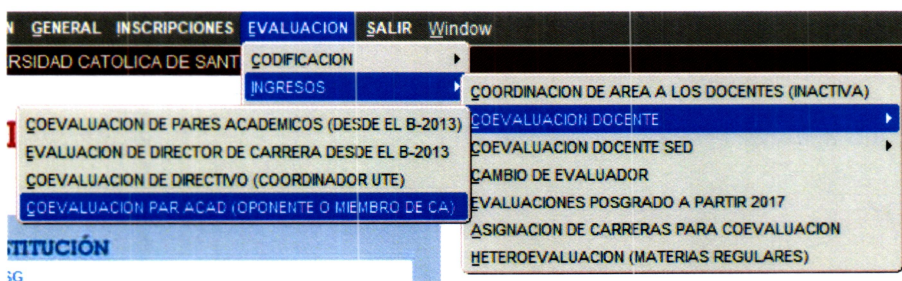 N GENERAL INSCRIPCIONES EVALUACION SALIR Window
RSIDAD CATOLICA DE SANT
CODIFICACION
INGRESOS
COORDINACION DE AREA A LOS DOCENTES (INACTIVA)
COEVALUACION DOCENTE
COEVALUACION DOCENTE SED
CAMBIO DE EVALUADOR
EVALUACIONES POSGRADO A PARTIR 2017
ASIGNACION DE CARRERAS PARA COEVALUACION
HETEROEVALUACION (MATERIAS REGULARES)
COEVALUACION DE PARES ACADEMICOS (DESDE EL B-2013)
EVALUACION DE DIRECTOR DE CARRERA DESDE EL B-2013
COEVALUACION DE DIRECTIVO (COORDINADOR UTE)
COEVALUACION PAR ACAD (OPONENTE O MIEMBRO DE CA)
TITUCIÓN
SG